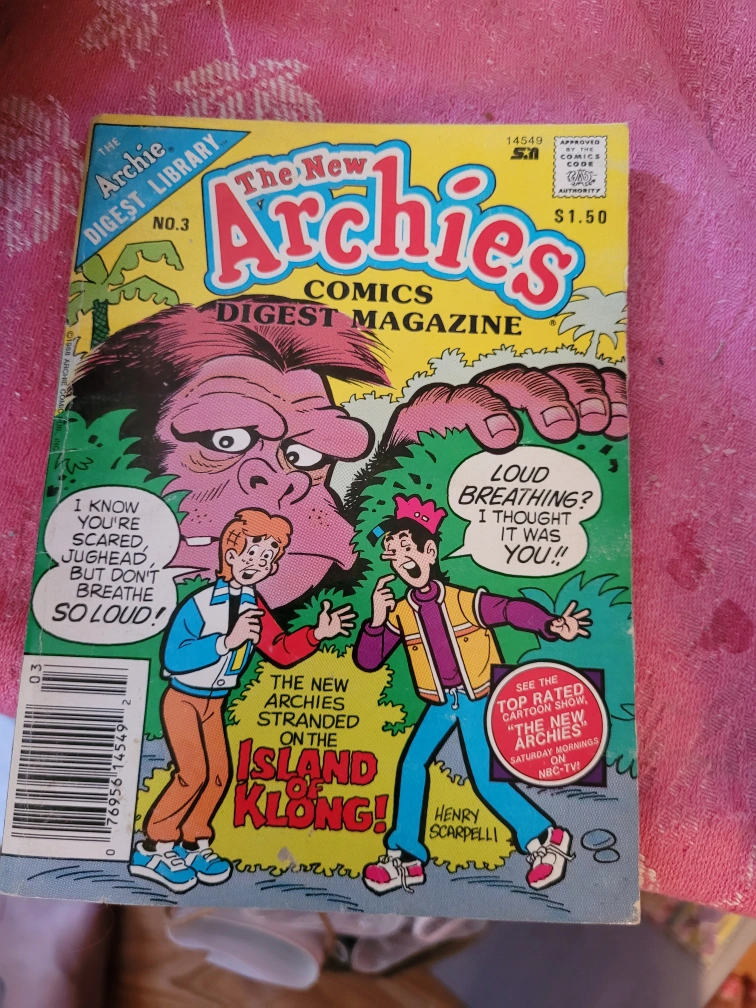 THE
Archie®
DIGEST LIBRARY™
NO.3
The New
Archies
COMICS
DIGEST MAGAZINE®
14549
APPROVED
BY THE
COMICS
CODE
AUTHORITY
$1.50
I KNOW
YOU'RE
SCARED,
JUGHEAD,
BUT DON'T
BREATHE
SO LOUD!
LOUD
BREATHING?
I THOUGHT
IT WAS
YOU!!
THE NEW
ARCHIES
STRANDED
ON THE
ISLAND
OF
KLONG!
SEE THE
TOP RATED
CARTOON SHOW,
"THE NEW
ARCHIES"
SATURDAY MORNINGS
ON
NBC-TV!
HENRY
SCARPELLI
03
0 76956 14549 2